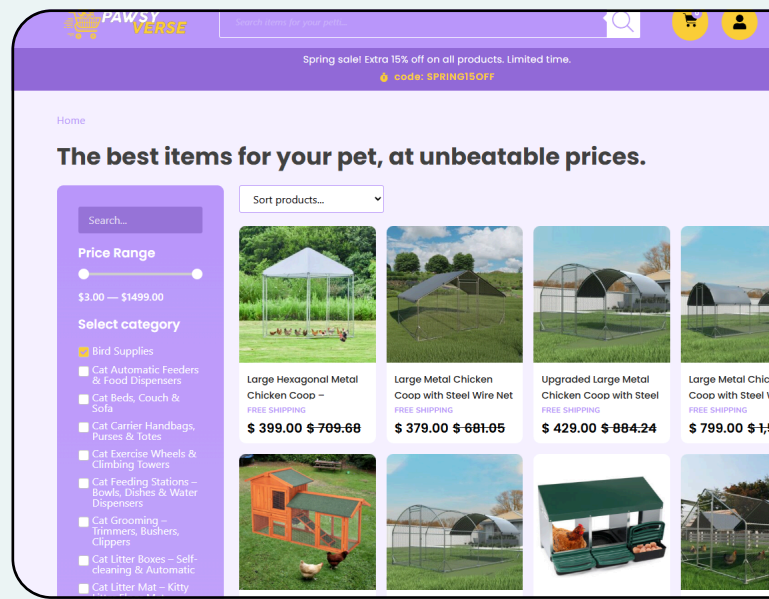 PAWSY
VERSE
Search items for your pett...
Spring sale! Extra 15% off on all products. Limited time.
code: SPRING15OFF
Home
The best items for your pet, at unbeatable prices.
Search...
Sort products...
Price Range
$3.00 — $1499.00
Select category
Bird Supplies
Cat Automatic Feeders
& Food Dispensers
Cat Beds, Couch &
Sofa
Cat Carrier Handbags,
Purses & Totes
Cat Exercise Wheels &
Climbing Towers
Cat Feeding Stations –
Bowls, Dishes & Water
Dispensers
Cat Grooming –
Trimmers, Bushers,
Clippers
Cat Litter Boxes – Self-
cleaning & Automatic
Cat Litter Mat – Kitty
Large Hexagonal Metal
Chicken Coop –
FREE SHIPPING
$ 399.00 $ 709.68
Large Metal Chicken
Coop with Steel Wire Net
FREE SHIPPING
$ 379.00 $ 681.05
Upgraded Large Metal
Chicken Coop with Steel
FREE SHIPPING
$ 429.00 $ 884.24
Large Metal Chic
Coop with Steel
FREE SHIPPING
$ 799.00 $ 1,